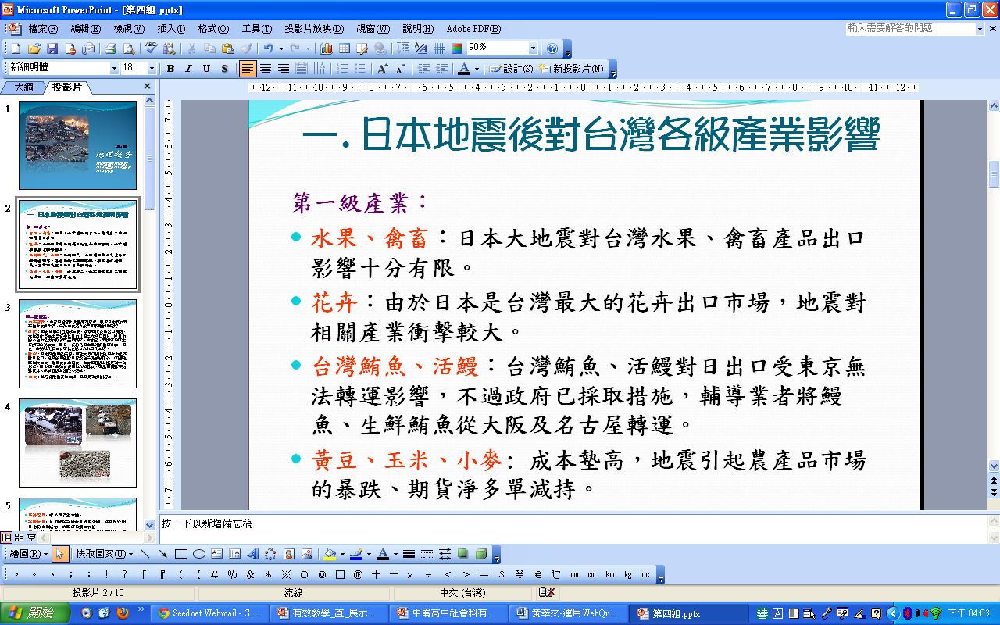 Microsoft PowerPoint - [第四組.pptx]
檔案(F) 編輯(E) 檢視(V) 插入(I) 格式(O) 工具(T) 投影片放映(D) 視窗(W) 說明(H) Adobe PDF(B) 輸入需要解答的問題
90%
新細明體 18 B I U S 設計(S) 新投影片(N)
大綱 投影片
1
2
3
4
5
一.日本地震後對台灣各級產業影響
第一級產業：
水果、禽畜：日本大地震對台灣水果、禽畜產品出口
影響十分有限。
花卉：由於日本是台灣最大的花卉出口市場，地震對
相關產業衝擊較大。
台灣鮪魚、活鰻：台灣鮪魚、活鰻對日出口受東京無
法轉運影響，不過政府已採取措施，輔導業者將鰻
魚、生鮮鮪魚從大阪及名古屋轉運。
黃豆、玉米、小麥: 成本墊高，地震引起農產品市場
的暴跌、期貨淨多單減持。
按一下以新增備忘稿
繪圖(R) 快取圖案(U)
， 。 、 ； ： ！ ？ 「 『 （ 【 # % & * ※ ○ ◎ □ ㊣ ＋ － × ÷ ＜ ＞ ＝ $ ¥ € ℃ mm cm km kg cc
投影片 2 / 10 流線 中文 (台灣)
開始 Seednet Webmail - G... 有效教學_直_展示... 中崙高中社會科有... 黃莘文-運用WebQu... 第四組.pptx 下午 04:03